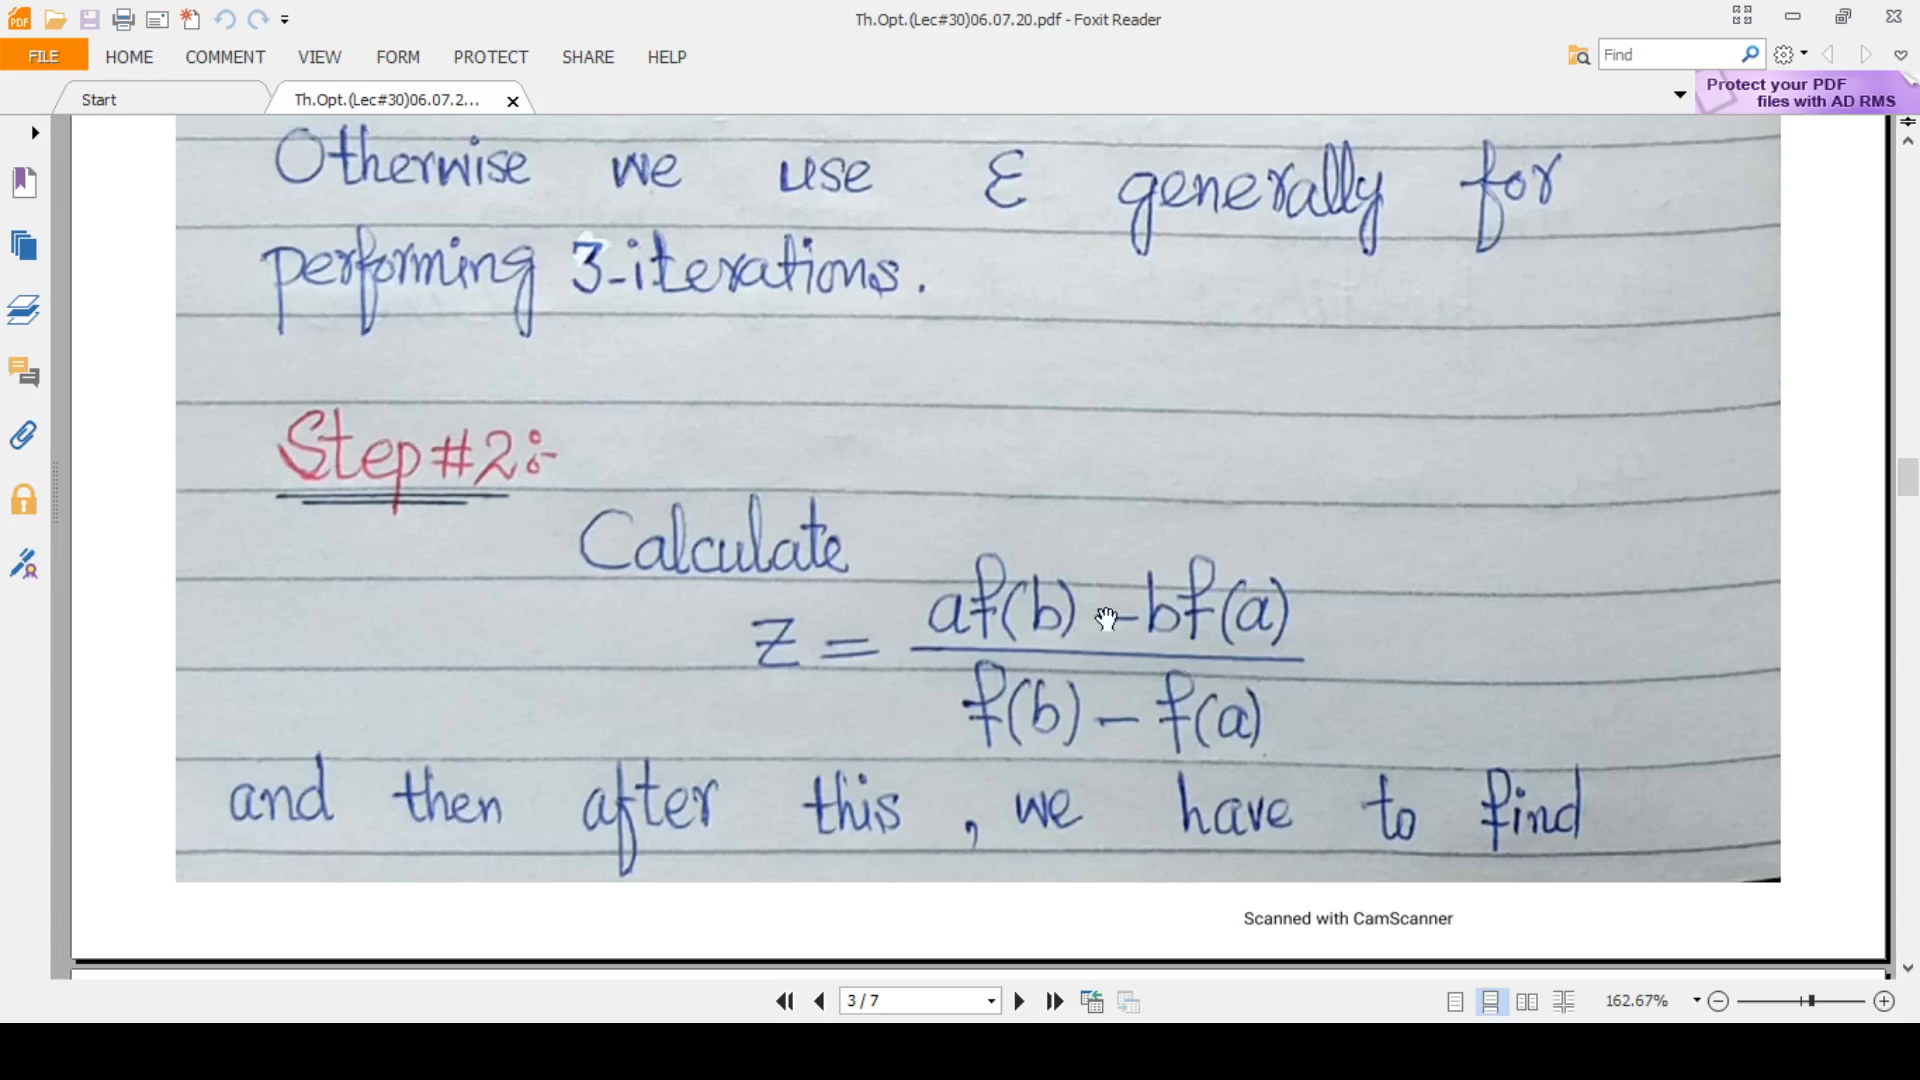 Th.Opt.(Lec#30)06.07.20.pdf - Foxit Reader
FILE HOME COMMENT VIEW FORM PROTECT SHARE HELP
Find
Protect your PDF
files with AD RMS
Start
Th.Opt.(Lec#30)06.07.2...
Otherwise we use Ɛ generally for
performing 3-iterations.
Step#2:-
Calculate
z = af(b) - bf(a)
f(b) - f(a)
and then after this, we have to find
Scanned with CamScanner
3 / 7
162.67%